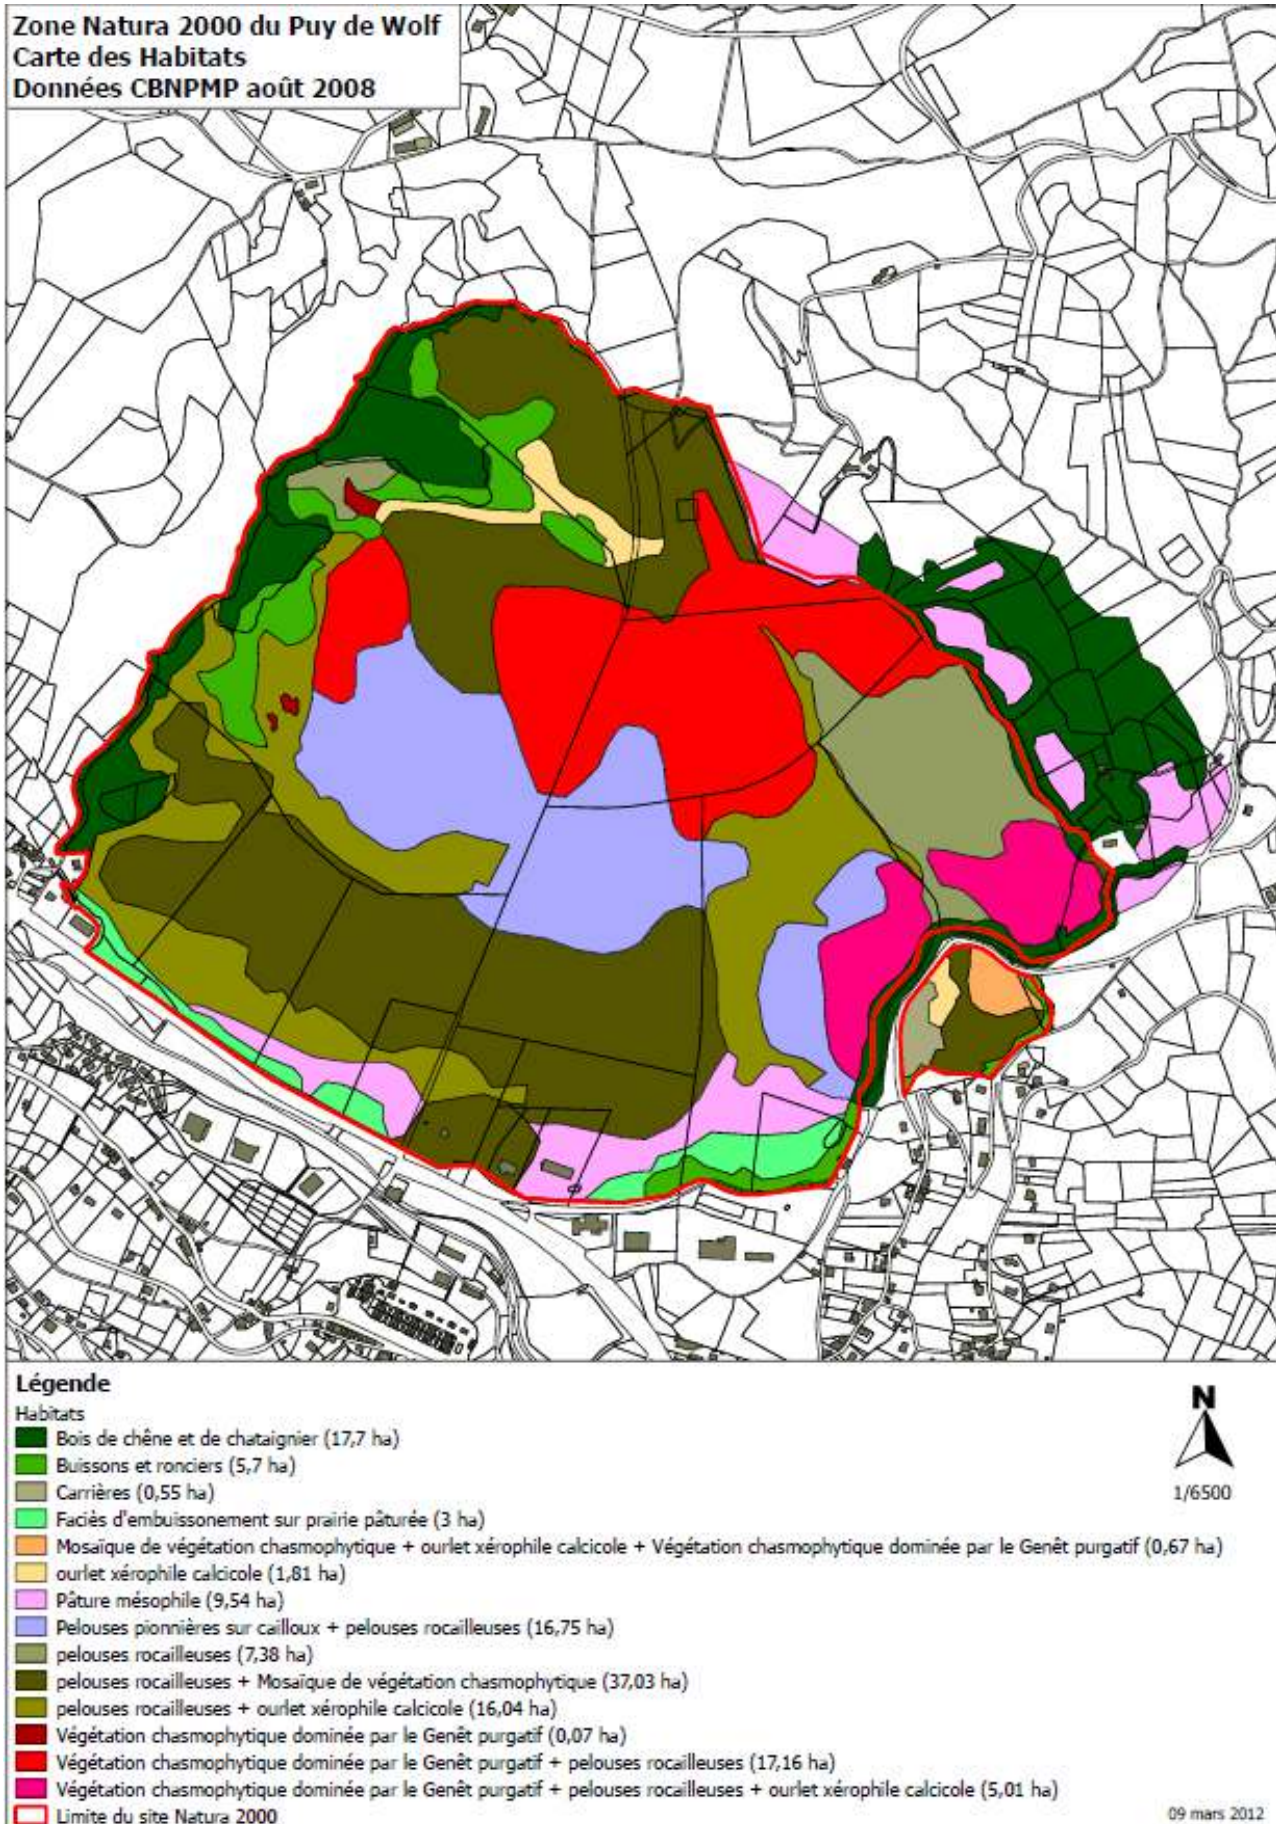 Zone Natura 2000 du Puy de Wolf
Carte des Habitats
Données CBNPMP août 2008
Légende
Habitats
Bois de chêne et de chataignier (17,7 ha)
Buissons et ronciers (5,7 ha)
Carrières (0,55 ha)
Faciès d'embuissonement sur prairie pâturée (3 ha)
Mosaïque de végétation chasmophytique + ourlet xérophile calcicole + Végétation chasmophytique dominée par le Genêt purgatif (0,67 ha)
ourlet xérophile calcicole (1,81 ha)
Pâture mésophile (9,54 ha)
Pelouses pionnières sur cailloux + pelouses rocailleuses (16,75 ha)
pelouses rocailleuses (7,38 ha)
pelouses rocailleuses + Mosaïque de végétation chasmophytique (37,03 ha)
pelouses rocailleuses + ourlet xérophile calcicole (16,04 ha)
Végétation chasmophytique dominée par le Genêt purgatif (0,07 ha)
Végétation chasmophytique dominée par le Genêt purgatif + pelouses rocailleuses (17,16 ha)
Végétation chasmophytique dominée par le Genêt purgatif + pelouses rocailleuses + ourlet xérophile calcicole (5,01 ha)
Limite du site Natura 2000
N
1/6500
09 mars 2012